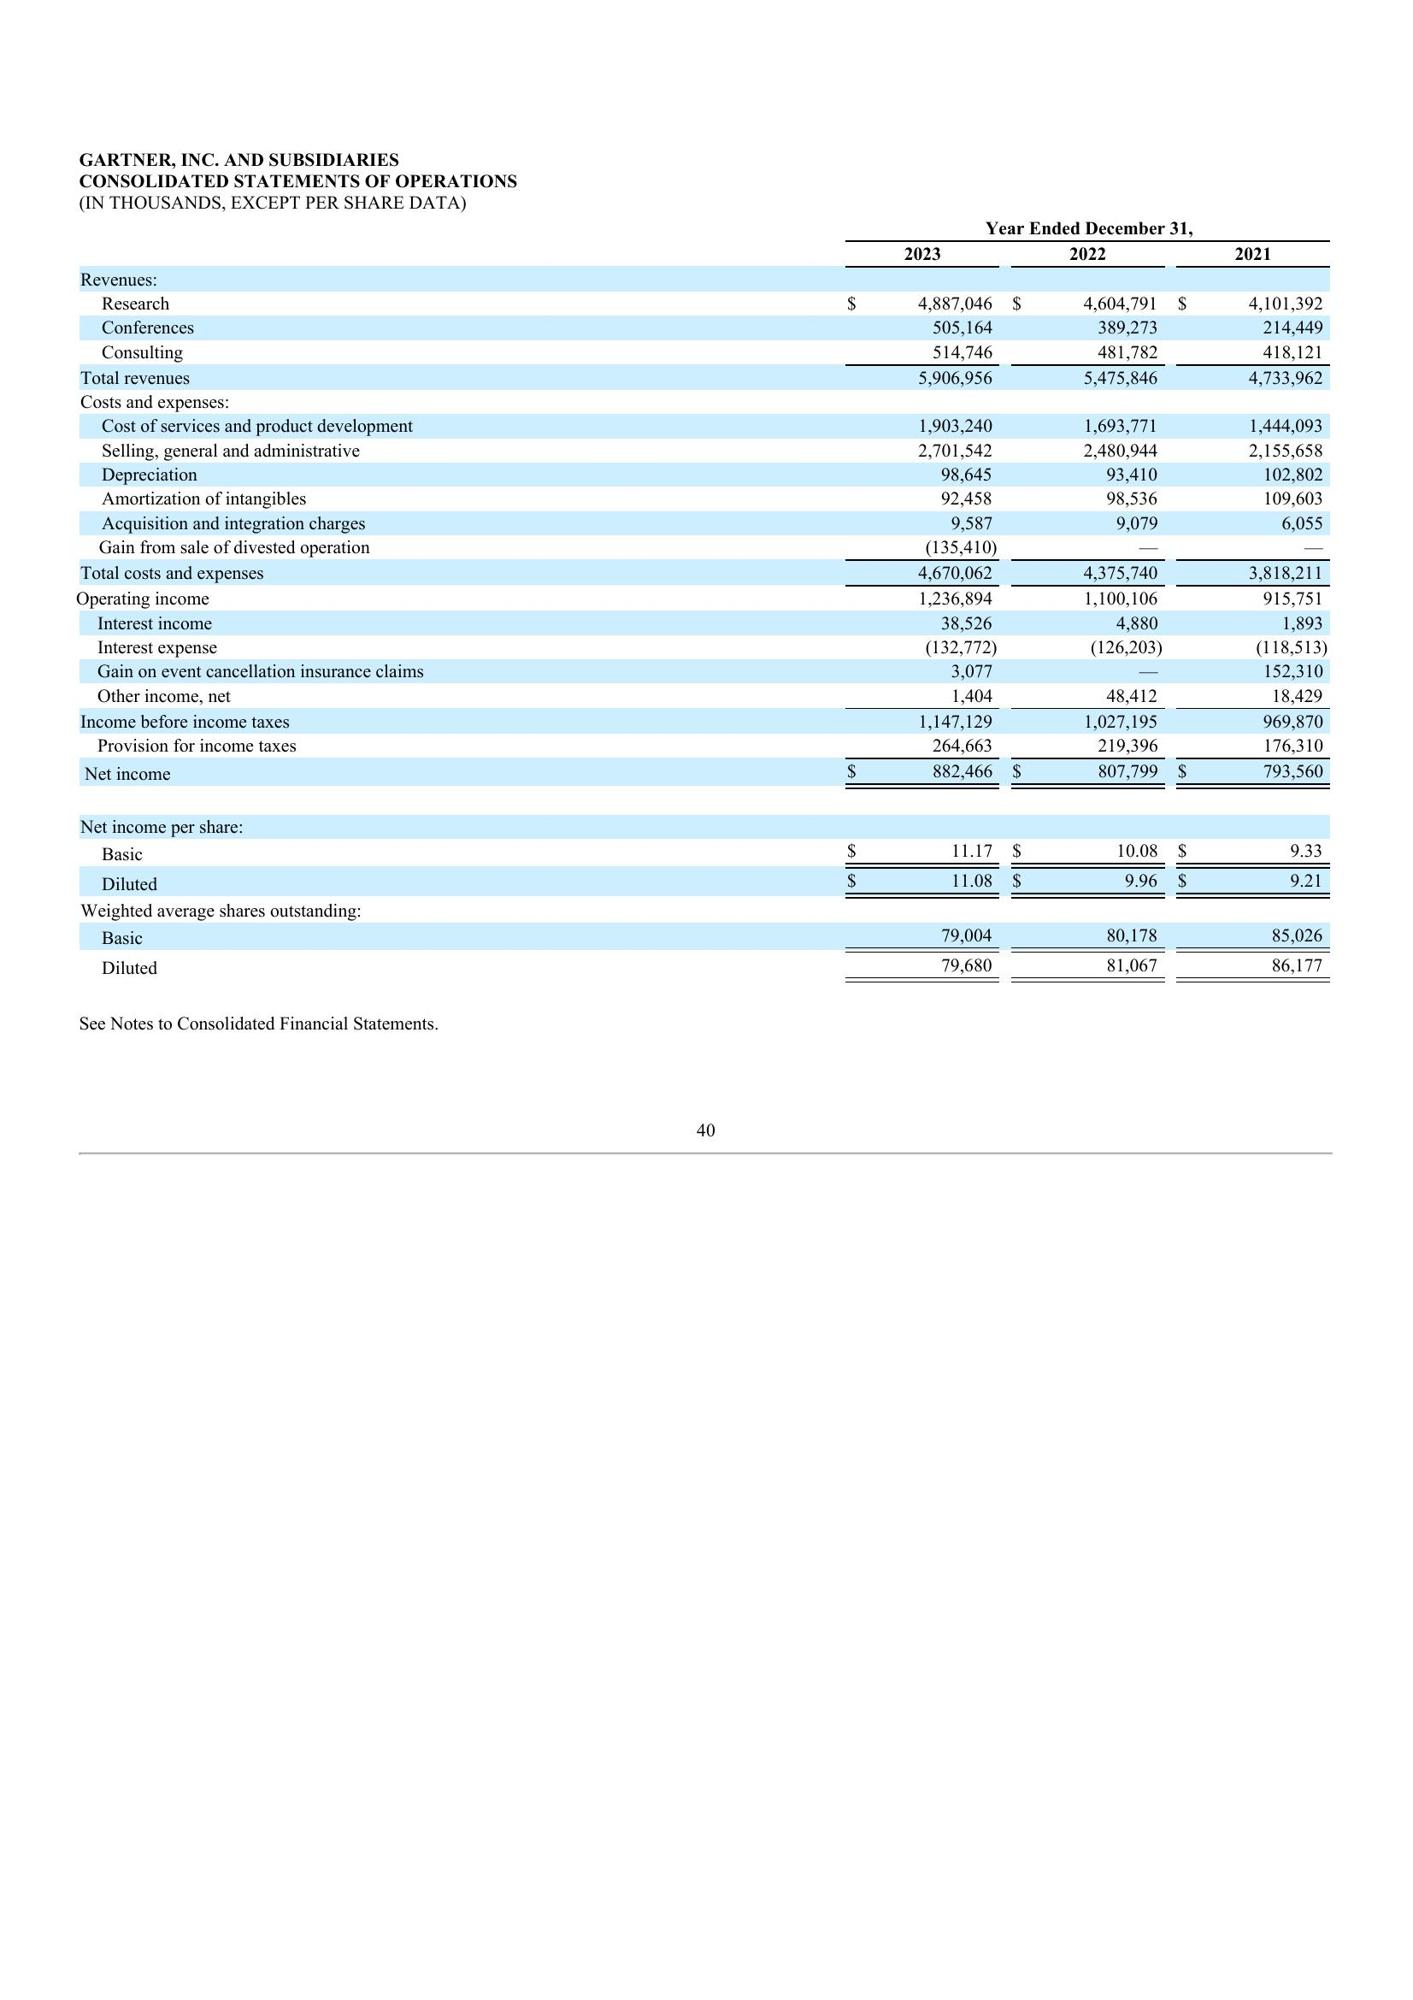 GARTNER, INC. AND SUBSIDIARIES
CONSOLIDATED STATEMENTS OF OPERATIONS
(IN THOUSANDS, EXCEPT PER SHARE DATA)
Year Ended December 31,
2023 2022 2021
Revenues:
Research $ 4,887,046 $ 4,604,791 $ 4,101,392
Conferences 505,164 389,273 214,449
Consulting 514,746 481,782 418,121
Total revenues 5,906,956 5,475,846 4,733,962
Costs and expenses:
Cost of services and product development 1,903,240 1,693,771 1,444,093
Selling, general and administrative 2,701,542 2,480,944 2,155,658
Depreciation 98,645 93,410 102,802
Amortization of intangibles 92,458 98,536 109,603
Acquisition and integration charges 9,587 9,079 6,055
Gain from sale of divested operation (135,410) — —
Total costs and expenses 4,670,062 4,375,740 3,818,211
Operating income 1,236,894 1,100,106 915,751
Interest income 38,526 4,880 1,893
Interest expense (132,772) (126,203) (118,513)
Gain on event cancellation insurance claims 3,077 — 152,310
Other income, net 1,404 48,412 18,429
Income before income taxes 1,147,129 1,027,195 969,870
Provision for income taxes 264,663 219,396 176,310
Net income $ 882,466 $ 807,799 $ 793,560
Net income per share:
Basic $ 11.17 $ 10.08 $ 9.33
Diluted $ 11.08 $ 9.96 $ 9.21
Weighted average shares outstanding:
Basic 79,004 80,178 85,026
Diluted 79,680 81,067 86,177
See Notes to Consolidated Financial Statements.
40